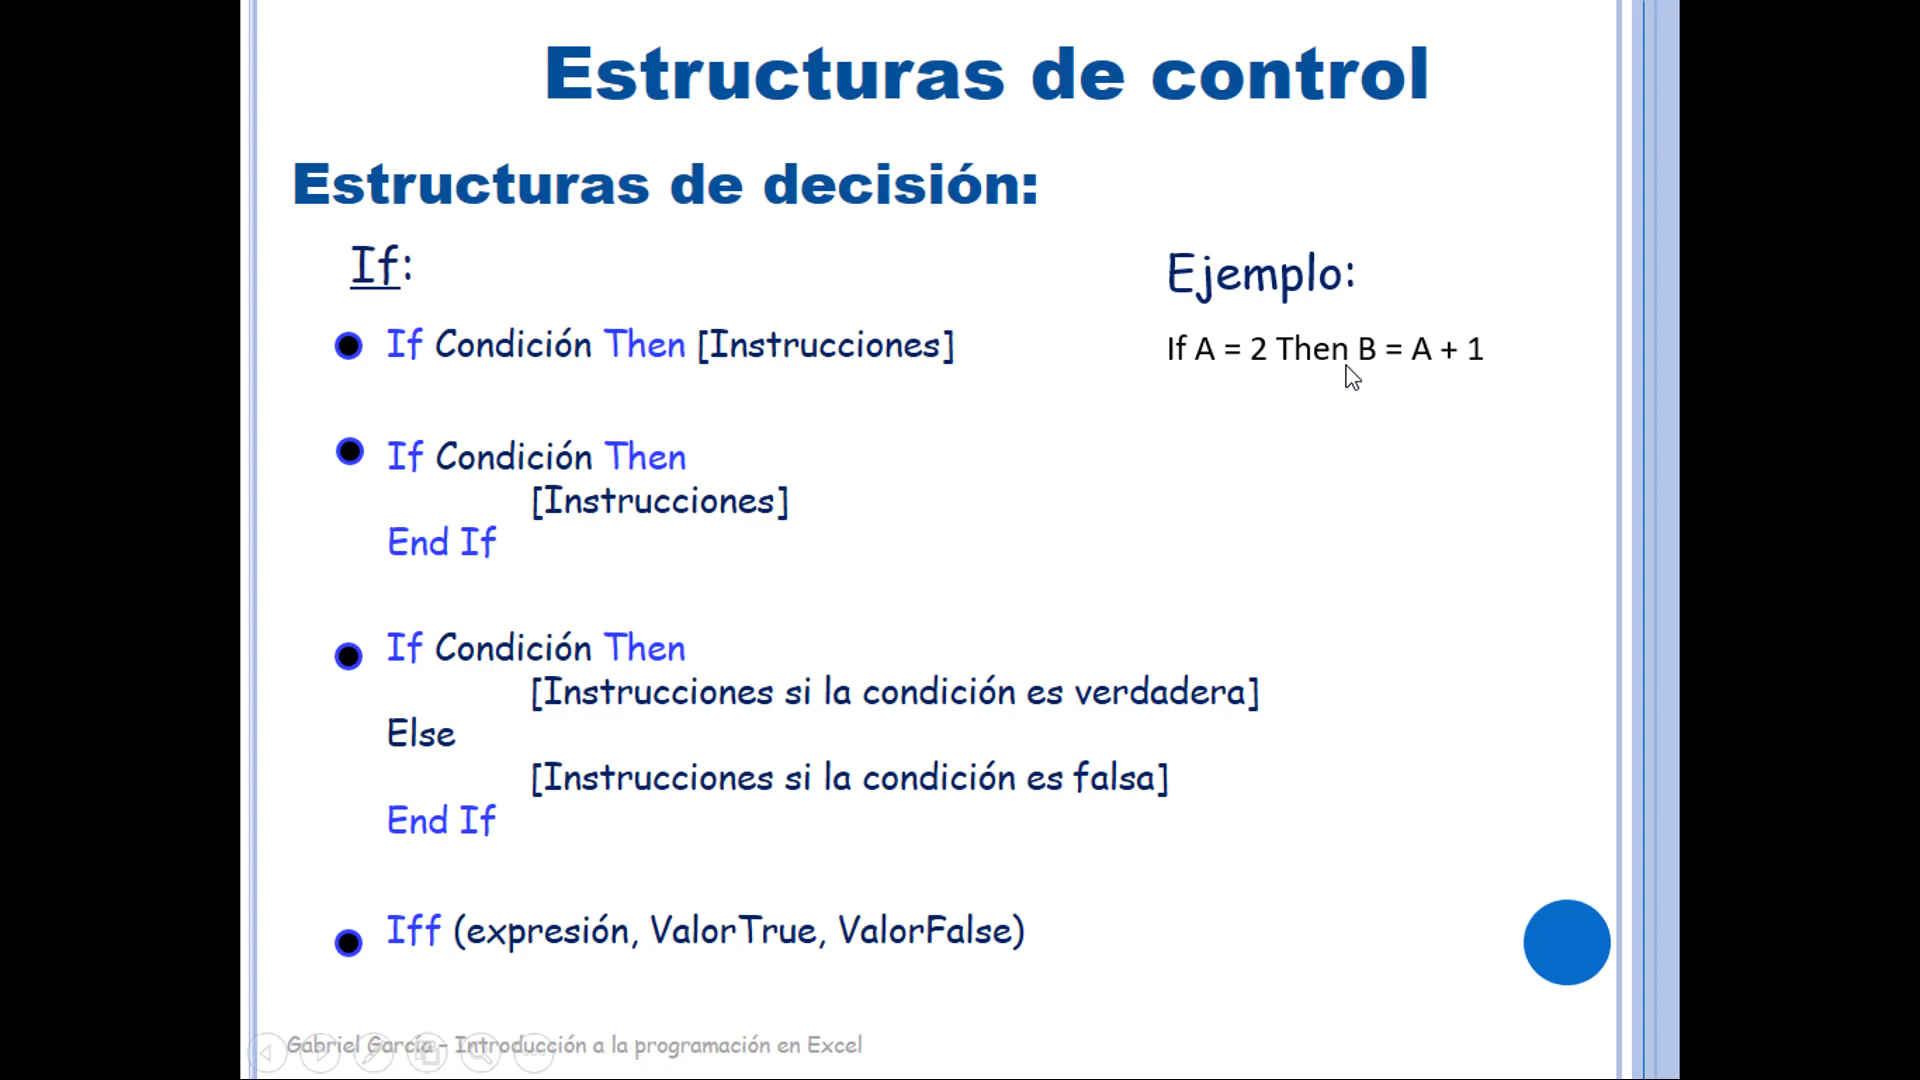 Estructuras de control
Estructuras de decisión:
If:
Ejemplo:
If Condición Then [Instrucciones]
If A = 2 Then B = A + 1
If Condición Then
[Instrucciones]
End If
If Condición Then
[Instrucciones si la condición es verdadera]
Else
[Instrucciones si la condición es falsa]
End If
Iff (expresión, ValorTrue, ValorFalse)
Gabriel García - Introducción a la programación en Excel